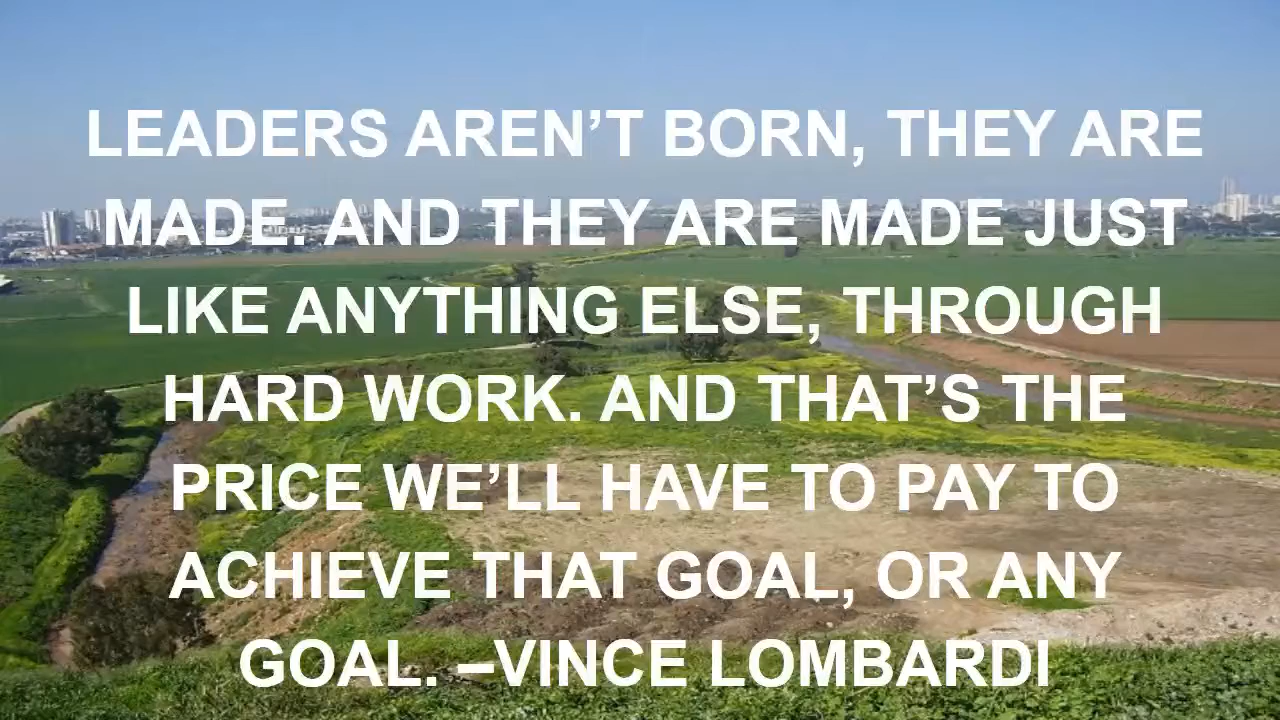 LEADERS AREN’T BORN, THEY ARE
MADE. AND THEY ARE MADE JUST
LIKE ANYTHING ELSE, THROUGH
HARD WORK. AND THAT’S THE
PRICE WE’LL HAVE TO PAY TO
ACHIEVE THAT GOAL, OR ANY
GOAL. –VINCE LOMBARDI